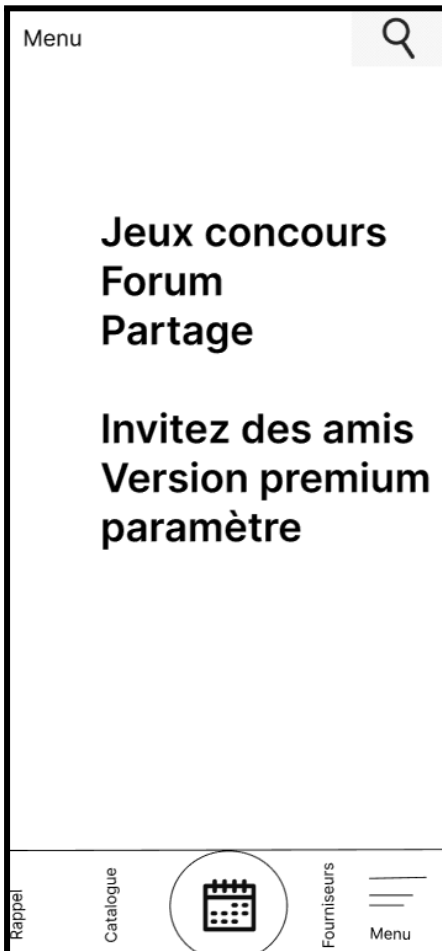 Menu
Jeux concours
Forum
Partage
Invitez des amis
Version premium
paramètre
Rappel
Catalogue
Fourniseurs
Menu